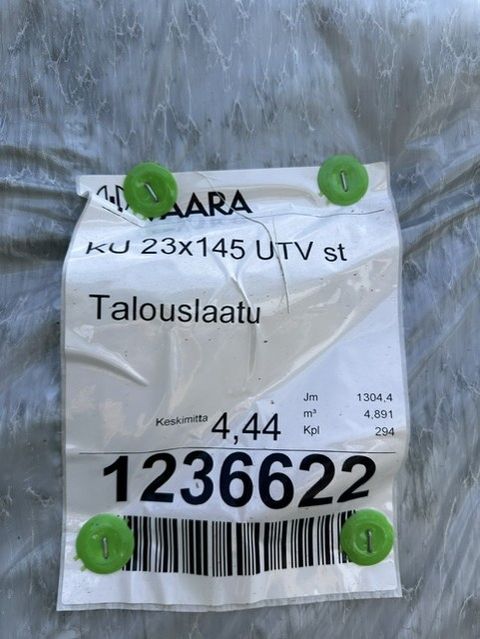 KU 23x145 UTV st
Talouslaatu
Keskimitta 4,44
Jm 1304,4
m³ 4,891
Kpl 294
1236622